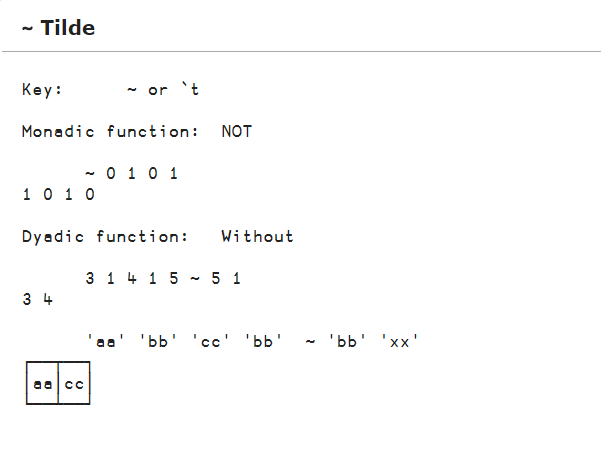 ~ Tilde
Key:      ~ or `t
Monadic function:  NOT
      ~ 0 1 0 1
1 0 1 0
Dyadic function:   Without
      3 1 4 1 5 ~ 5 1
3 4
      'aa' 'bb' 'cc' 'bb'  ~ 'bb' 'xx'
aa cc